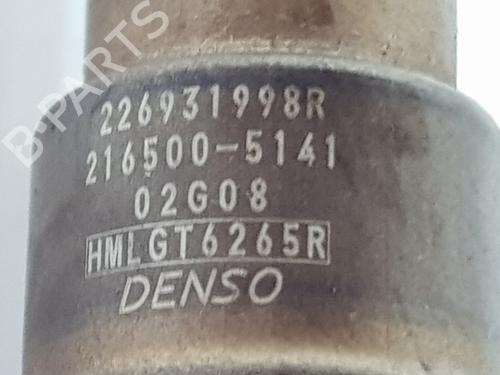 B-PARTS
226931998R
216500-5141
02G08
HMLGT6265R
DENSO